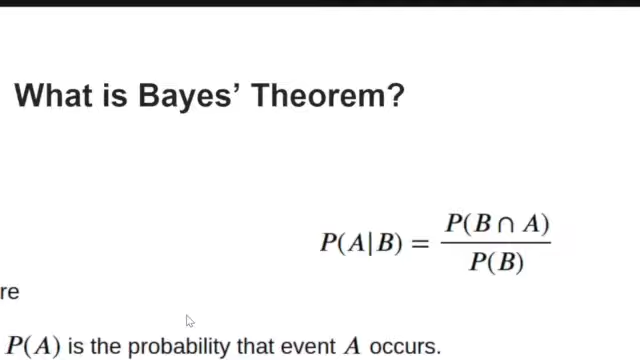 What is Bayes’ Theorem?
P(A|B) = P(B ∩ A) / P(B)
re
P(A) is the probability that event A occurs.